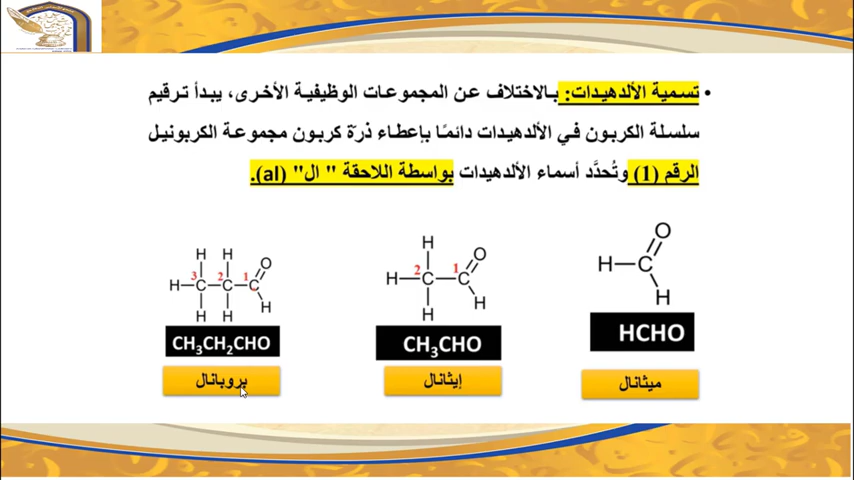 • تسمية الألدهيدات: بالاختلاف عن المجموعات الوظيفية الأخرى، يبدأ ترقيم
سلسلة الكربون في الألدهيدات دائمًا بإعطاء ذرّة كربون مجموعة الكربونيل
الرقم (1) وتُحدَّد أسماء الألدهيدات بواسطة اللاحقة " ال" (al).
H O
H C
H
HCHO
ميثانال
H O
H 2 C 1 C
H H
CH₃CHO
إيثانال
H H O
H 3 C 2 C 1 C
H H H
CH₃CH₂CHO
بروبانال